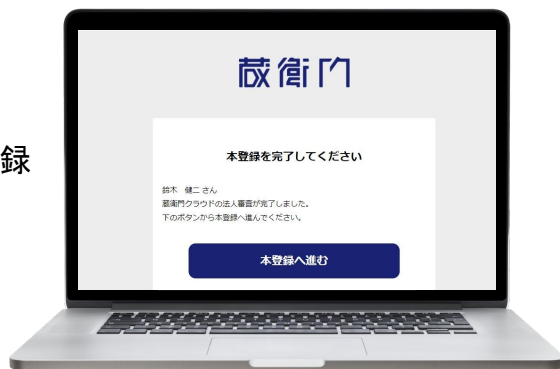 録
蔵衛門
本登録を完了してください
鈴木 健二 さん
蔵衛門クラウドの法人審査が完了しました。
下のボタンから本登録へ進んでください。
本登録へ進む